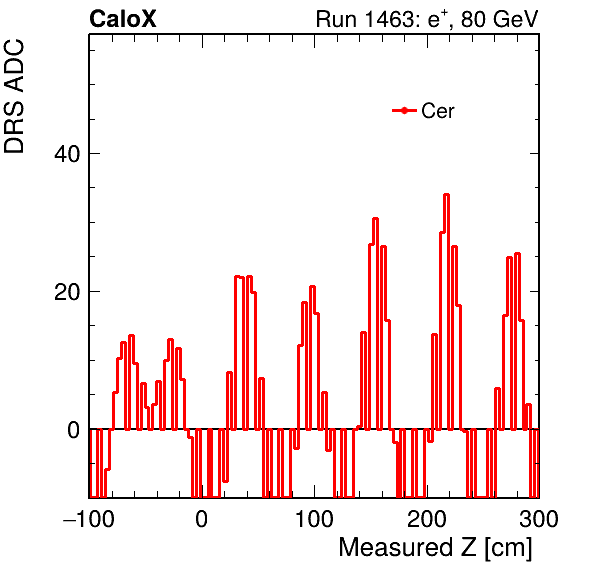 CaloX Run 1463: e⁺, 80 GeV
DRS ADC
Cer
40
20
0
−100 0 100 200 300
Measured Z [cm]